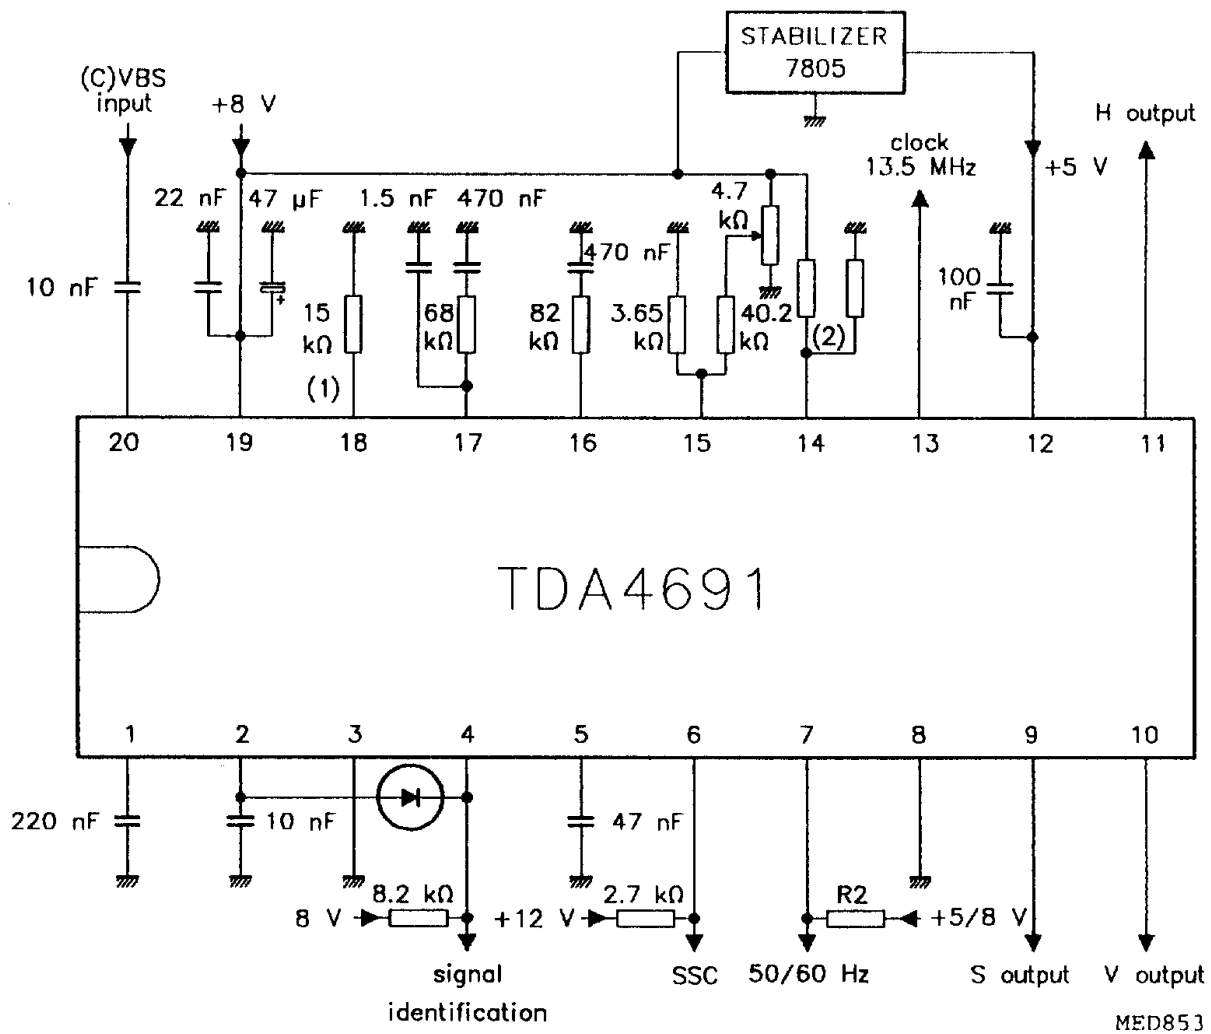 STABILIZER
7805
(C)VBS
input
+8 V
H output
clock
13.5 MHz
+5 V
22 nF
47 µF
1.5 nF
470 nF
4.7
kΩ
470 nF
10 nF
15
kΩ
68
kΩ
82
kΩ
3.65
kΩ
40.2
kΩ
100
nF
(1)
(2)
20 19 18 17 16 15 14 13 12 11
TDA4691
1 2 3 4 5 6 7 8 9 10
220 nF
10 nF
47 nF
8.2 kΩ
2.7 kΩ
R2
8 V
+12 V
+5/8 V
signal
identification
SSC
50/60 Hz
S output
V output
MED853